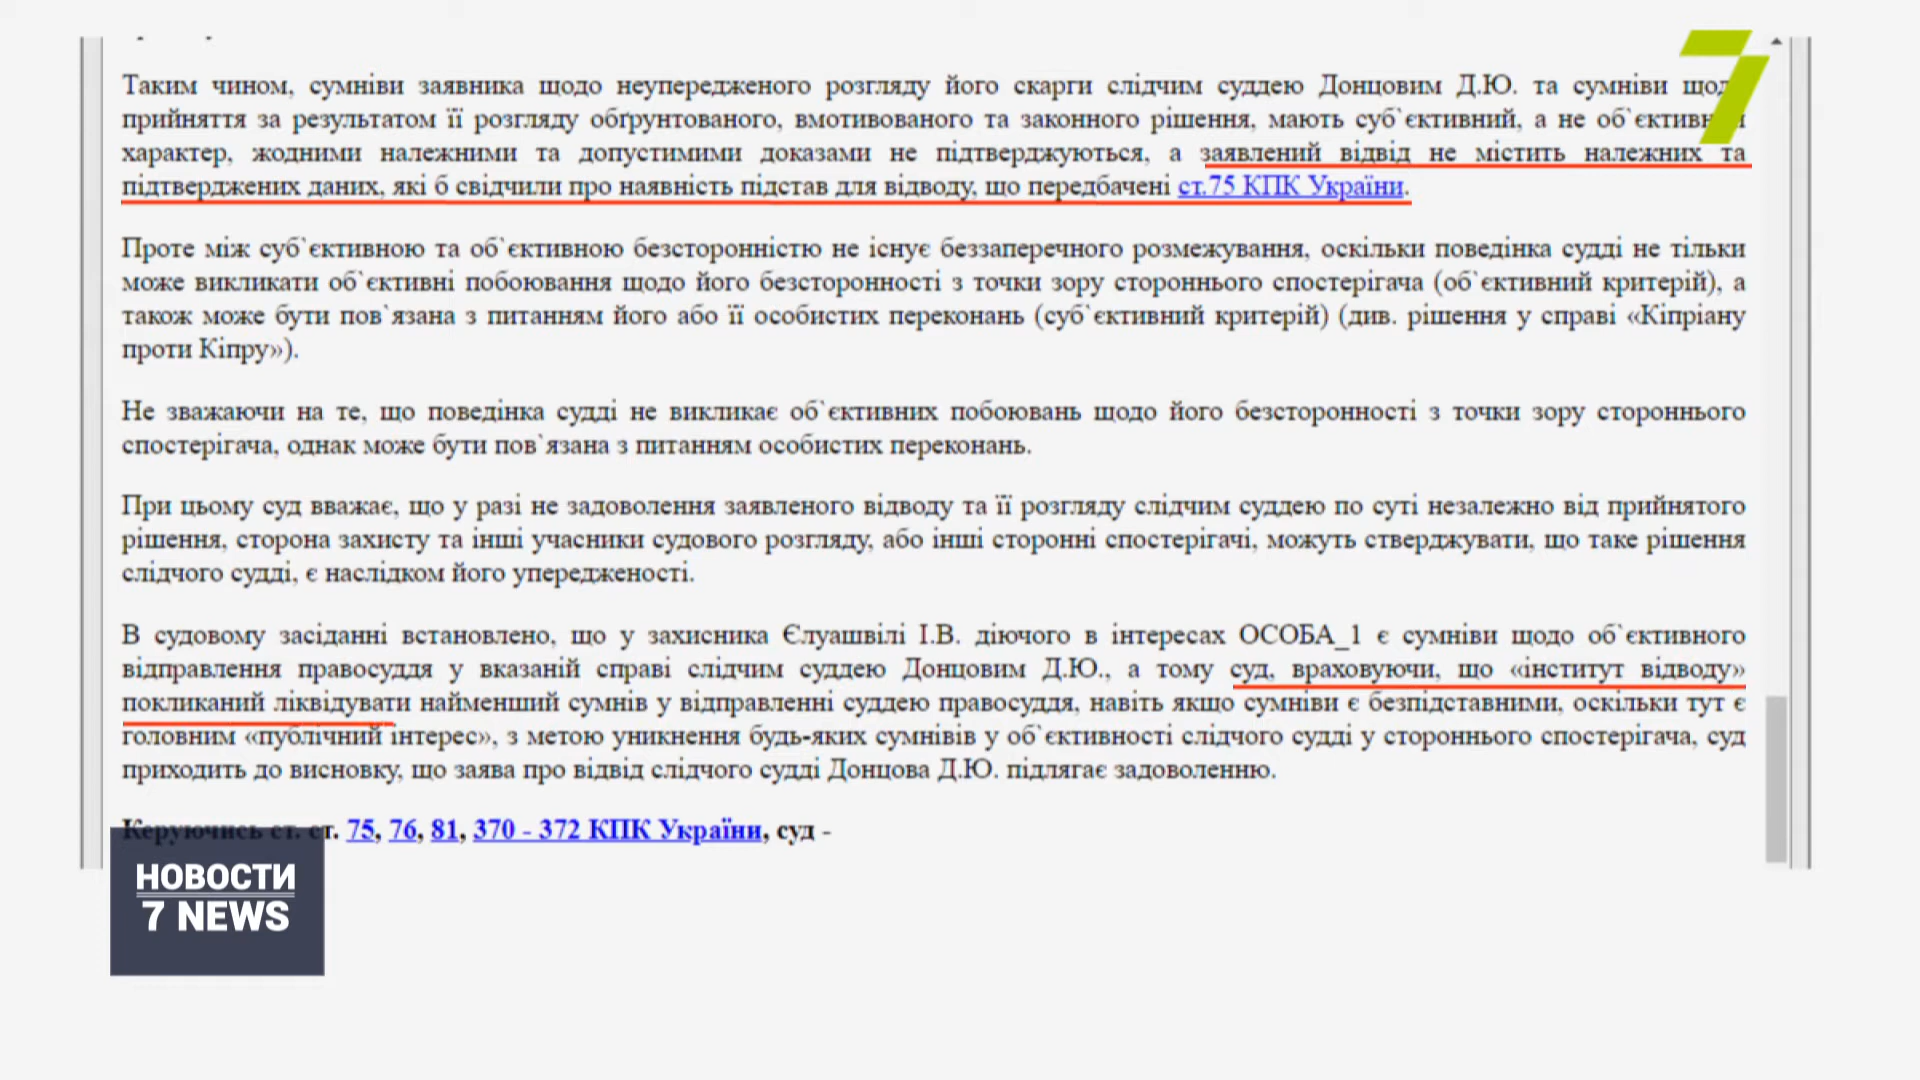 Таким чином, сумніви заявника щодо неупередженого розгляду його скарги слідчим суддею Донцовим Д.Ю. та сумніви щодо
прийняття за результатом її розгляду обґрунтованого, вмотивованого та законного рішення, мають суб`єктивний, а не об`єктивний
характер, жодними належними та допустимими доказами не підтверджуються, а заявлений відвід не містить належних та
підтверджених даних, які б свідчили про наявність підстав для відводу, що передбачені ст.75 КПК України.
Проте між суб`єктивною та об`єктивною безсторонністю не існує беззаперечного розмежування, оскільки поведінка судді не тільки
може викликати об`єктивні побоювання щодо його безсторонності з точки зору стороннього спостерігача (об`єктивний критерій), а
також може бути пов`язана з питанням його або її особистих переконань (суб`єктивний критерій) (див. рішення у справі «Кіпріану
проти Кіпру»).
Не зважаючи на те, що поведінка судді не викликає об`єктивних побоювань щодо його безсторонності з точки зору стороннього
спостерігача, однак може бути пов`язана з питанням особистих переконань.
При цьому суд вважає, що у разі не задоволення заявленого відводу та її розгляду слідчим суддею по суті незалежно від прийнятого
рішення, сторона захисту та інші учасники судового розгляду, або інші сторонні спостерігачі, можуть стверджувати, що таке рішення
слідчого судді, є наслідком його упередженості.
В судовому засіданні встановлено, що у захисника Єлуашвілі І.В. діючого в інтересах ОСОБА_1 є сумніви щодо об`єктивного
відправлення правосуддя у вказаній справі слідчим суддею Донцовим Д.Ю., а тому суд, враховуючи, що «інститут відводу»
покликаний ліквідувати найменший сумнів у відправленні суддею правосуддя, навіть якщо сумніви є безпідставними, оскільки тут є
головним «публічний інтерес», з метою уникнення будь-яких сумнівів у об`єктивності слідчого судді у стороннього спостерігача, суд
приходить до висновку, що заява про відвід слідчого судді Донцова Д.Ю. підлягає задоволенню.
Керуючись ст. ст. 75, 76, 81, 370 - 372 КПК України, суд -
НОВОСТИ
7 NEWS
7